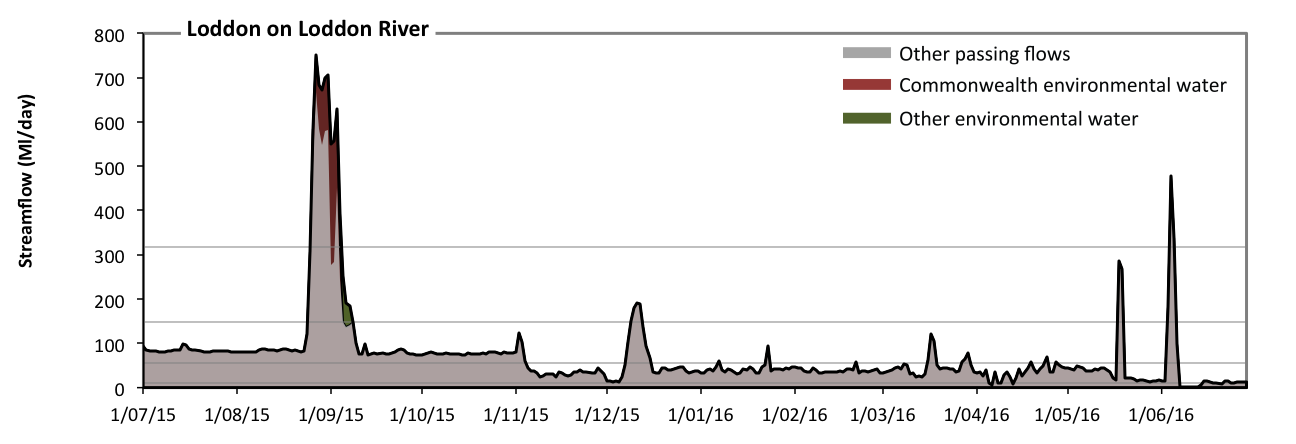 Loddon on Loddon River
Streamflow (Ml/day)
800
700
600
500
400
300
200
100
0
Other passing flows
Commonwealth environmental water
Other environmental water
1/07/15 1/08/15 1/09/15 1/10/15 1/11/15 1/12/15 1/01/16 1/02/16 1/03/16 1/04/16 1/05/16 1/06/16